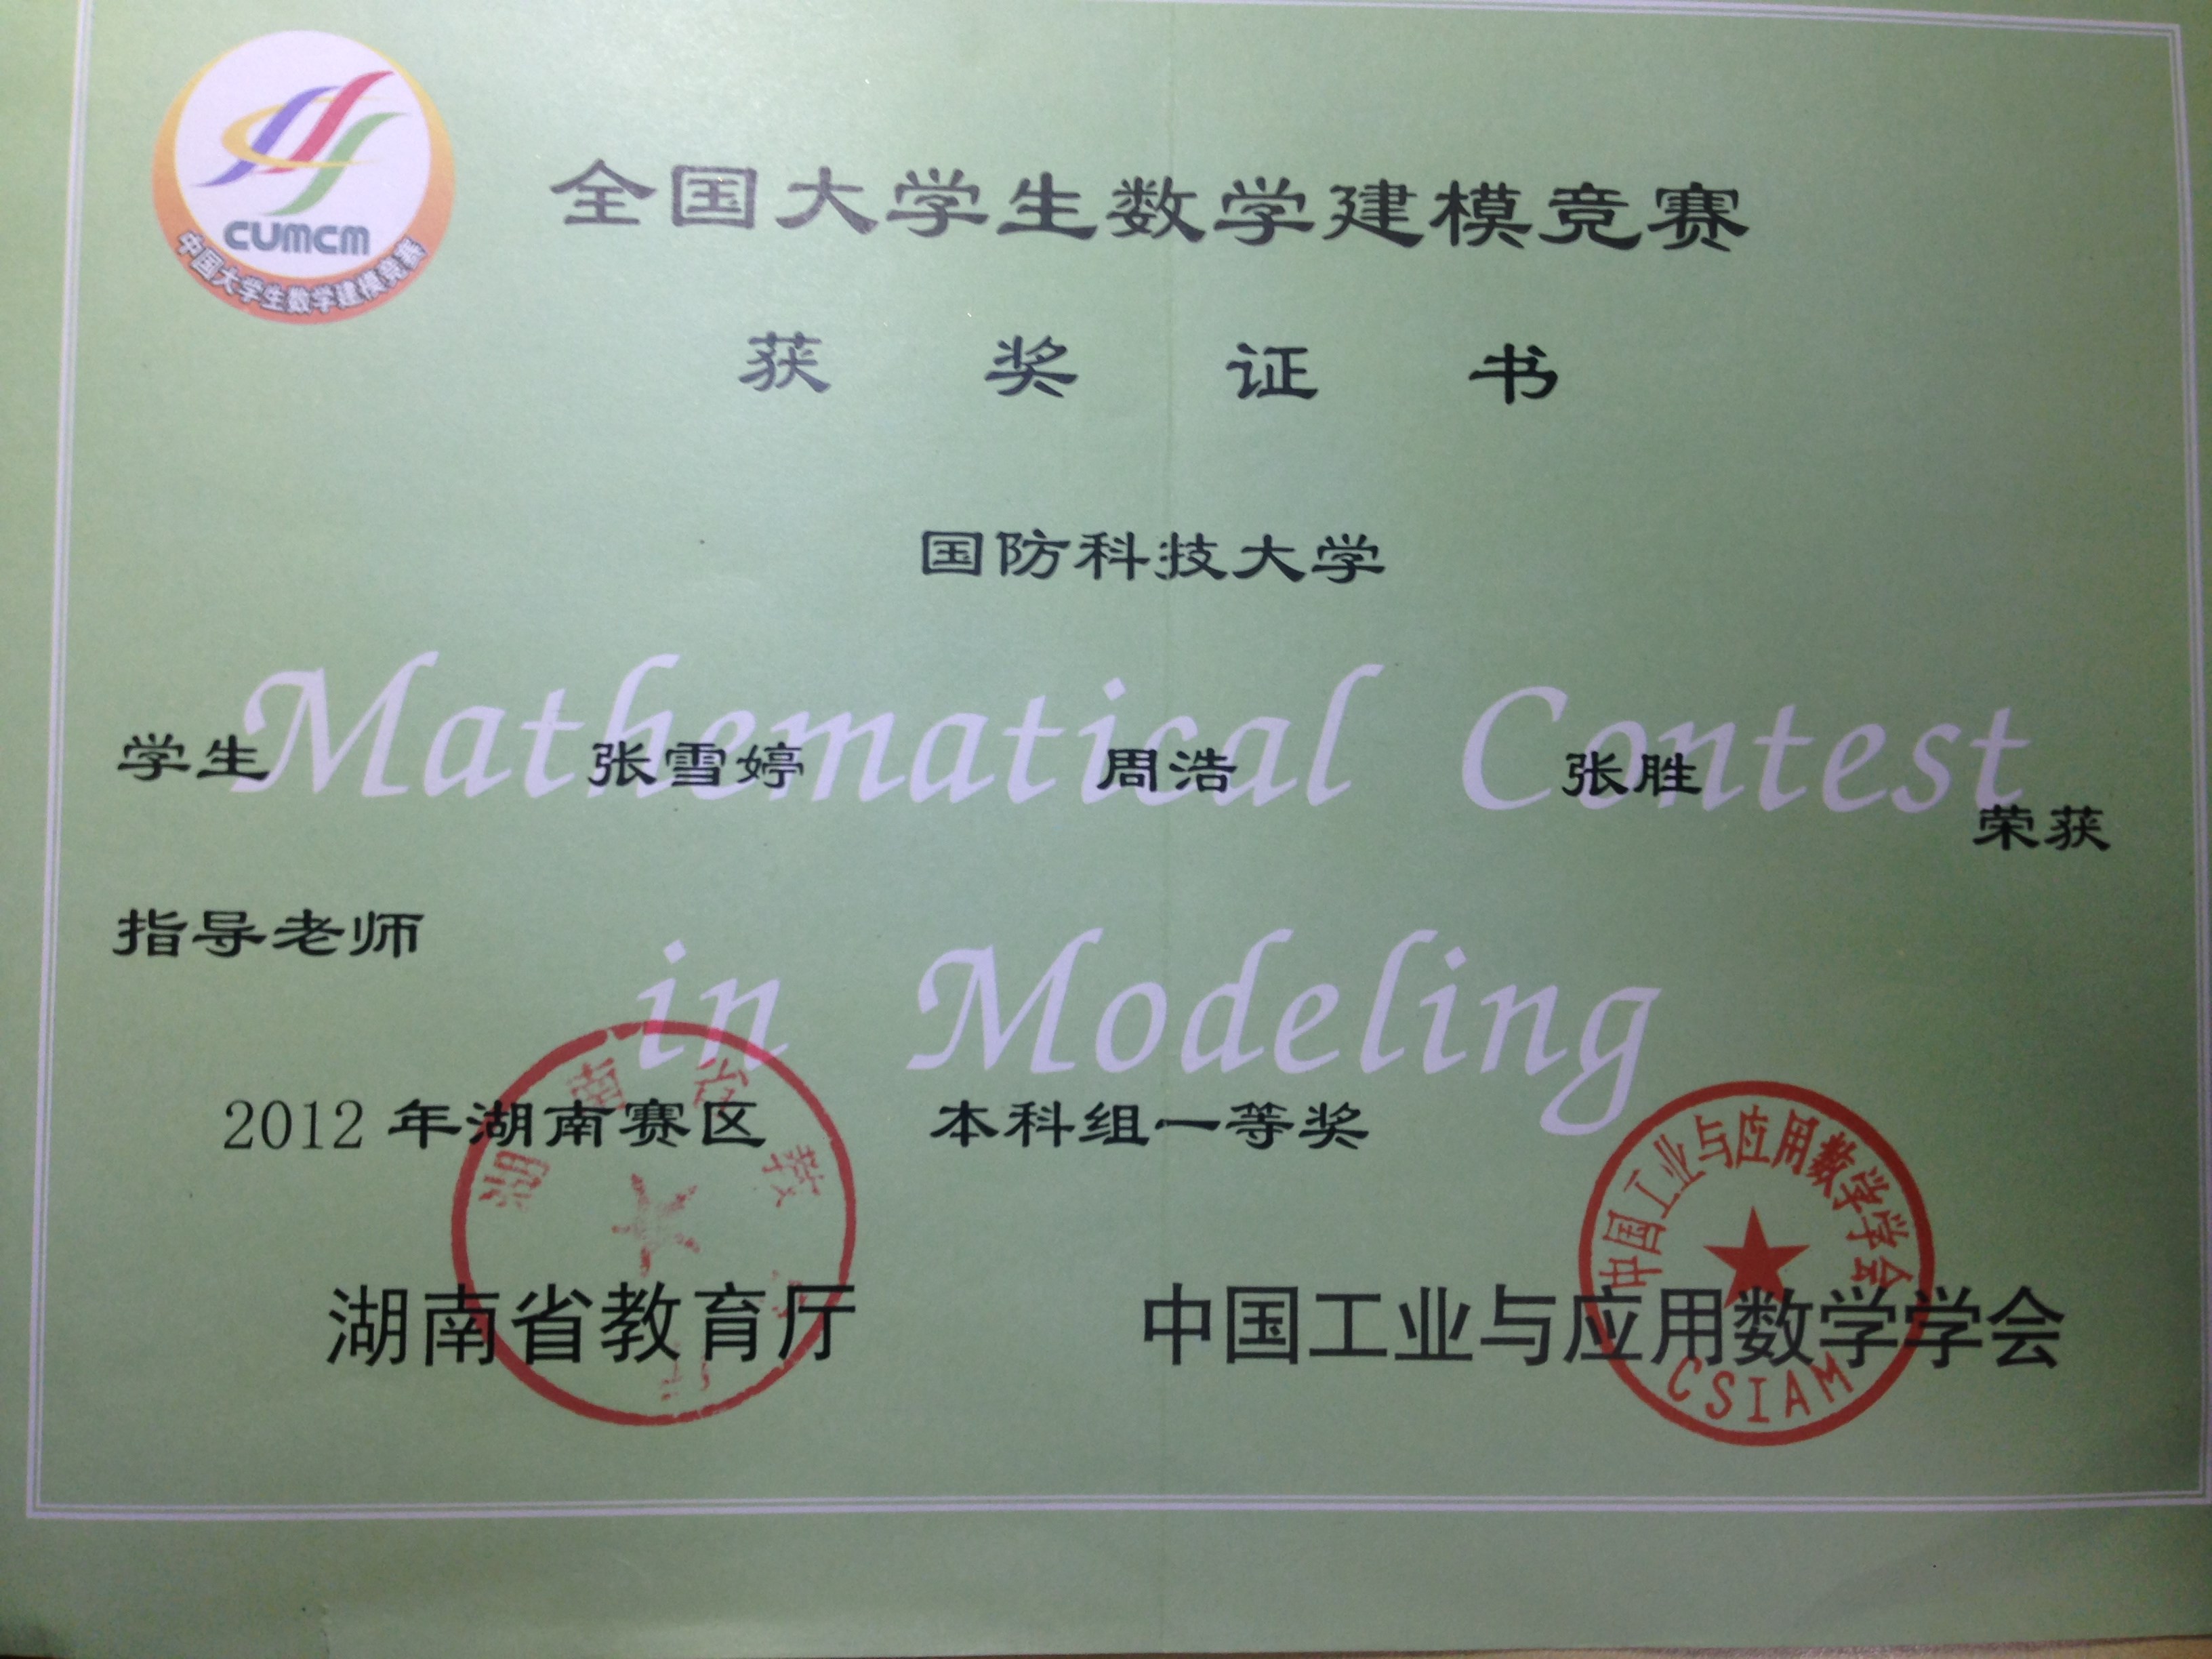 CUMCM
中国大学生数学建模竞赛
全国大学生数学建模竞赛
获奖证书
国防科技大学
Mathematical Contest
学生 张雪婷 周浩 张胜
荣获
指导老师
in Modeling
2012年湖南赛区 本科组一等奖
湖南省教
中国工业与应用数学学会
CSIAM
湖南省教育厅 中国工业与应用数学学会